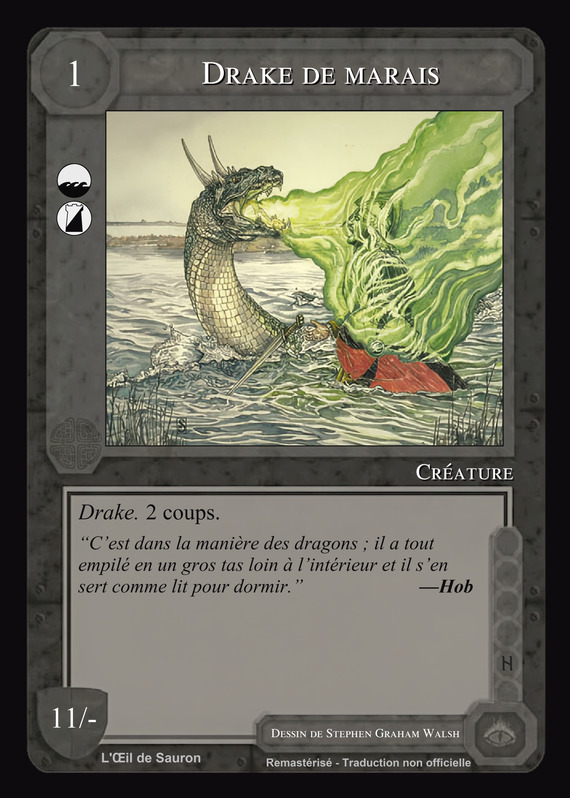 1
DRAKE DE MARAIS
CRÉATURE
Drake. 2 coups.
“C’est dans la manière des dragons ; il a tout
empilé en un gros tas loin à l’intérieur et il s’en
sert comme lit pour dormir.” —Hob
11/-
DESSIN DE STEPHEN GRAHAM WALSH
L'Œil de Sauron
Remastérisé - Traduction non officielle